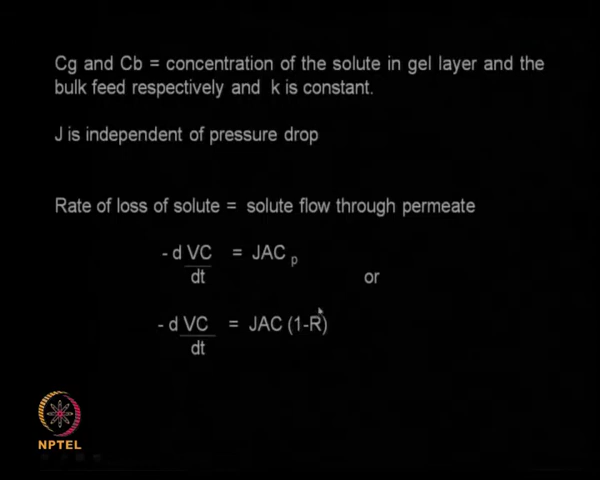 Cg and Cb = concentration of the solute in gel layer and the
bulk feed respectively and k is constant.
J is independent of pressure drop
Rate of loss of solute = solute flow through permeate
- d VC = JAC p
dt
or
- d VC = JAC (1-R)
dt
NPTEL